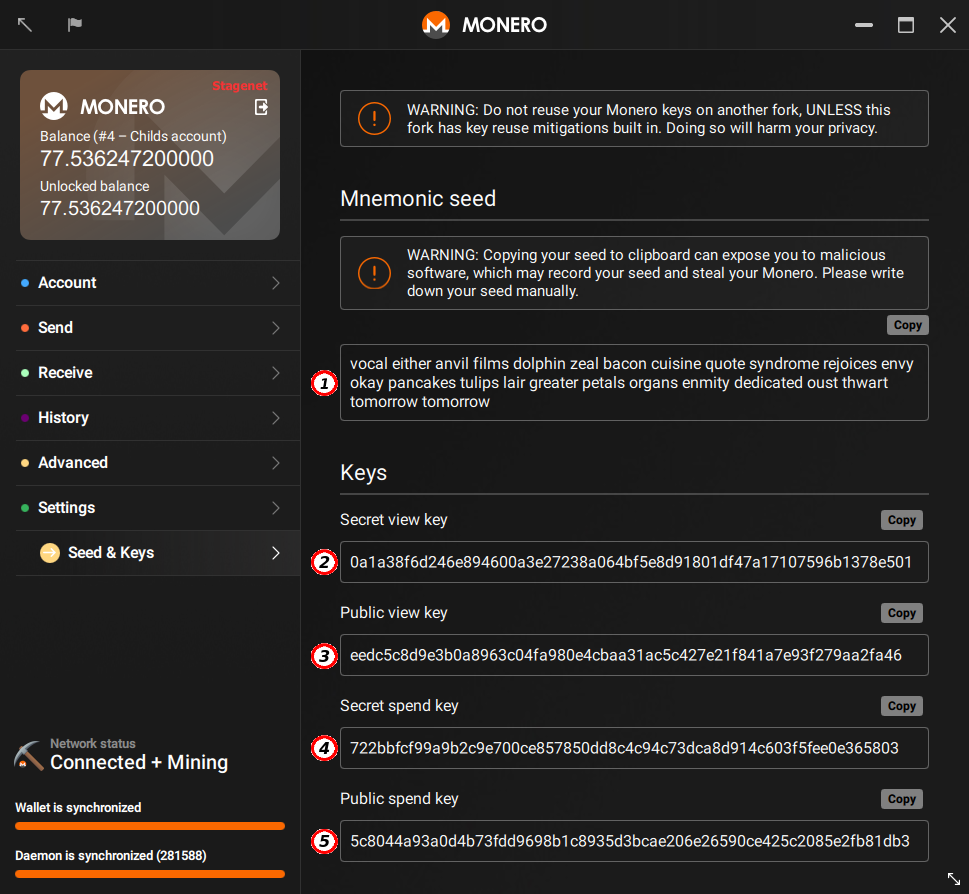 MONERO
Stagenet
MONERO
Balance (#4 – Childs account)
77.536247200000
Unlocked balance
77.536247200000
Account
Send
Receive
History
Advanced
Settings
Seed & Keys
Network status
Connected + Mining
Wallet is synchronized
Daemon is synchronized (281588)
WARNING: Do not reuse your Monero keys on another fork, UNLESS this
fork has key reuse mitigations built in. Doing so will harm your privacy.
Mnemonic seed
WARNING: Copying your seed to clipboard can expose you to malicious
software, which may record your seed and steal your Monero. Please write
down your seed manually.
Copy
1
vocal either anvil films dolphin zeal bacon cuisine quote syndrome rejoices envy
okay pancakes tulips lair greater petals organs enmity dedicated oust thwart
tomorrow tomorrow
Keys
Secret view key
Copy
2
0a1a38f6d246e894600a3e27238a064bf5e8d91801df47a17107596b1378e501
Public view key
Copy
3
eedc5c8d9e3b0a8963c04fa980e4cbaa31ac5c427e21f841a7e93f279aa2fa46
Secret spend key
Copy
4
722bbfcf99a9b2c9e700ce857850dd8c4c94c73dca8d914c603f5fee0e365803
Public spend key
Copy
5
5c8044a93a0d4b73fdd9698b1c8935d3bcae206e26590ce425c2085e2fb81db3